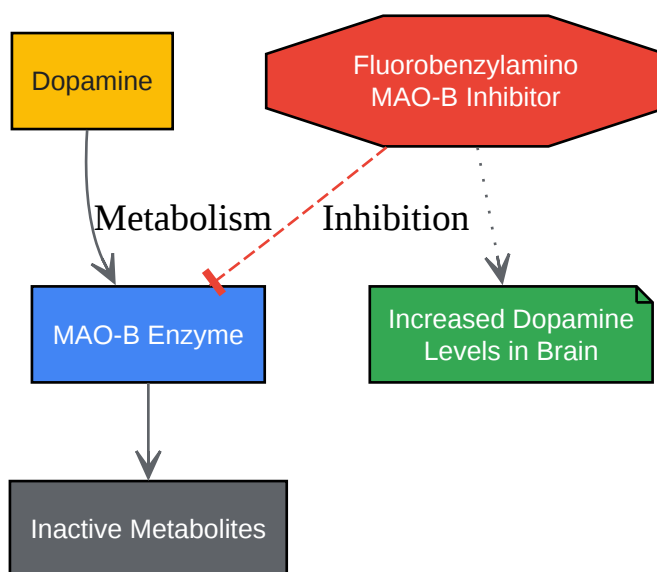 Dopamine
Fluorobenzylamino
MAO-B Inhibitor
Metabolism
Inhibition
MAO-B Enzyme
Increased Dopamine
Levels in Brain
Inactive Metabolites